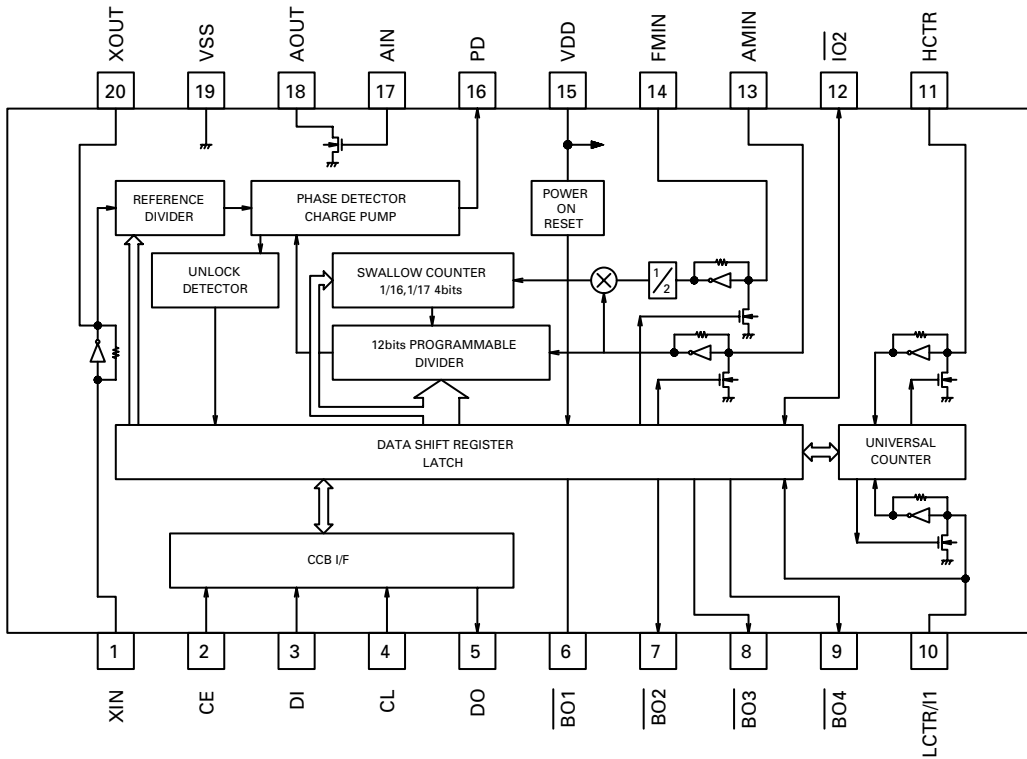 XOUT
VSS
AOUT
AIN
PD
VDD
FMIN
AMIN
IO2
HCTR
20
19
18
17
16
15
14
13
12
11
REFERENCE
DIVIDER
PHASE DETECTOR
CHARGE PUMP
POWER
ON
RESET
UNLOCK
DETECTOR
SWALLOW COUNTER
1/16,1/17 4bits
1/2
12bits PROGRAMMABLE
DIVIDER
DATA SHIFT REGISTER
LATCH
UNIVERSAL
COUNTER
CCB I/F
1
2
3
4
5
6
7
8
9
10
XIN
CE
DI
CL
DO
BO1
BO2
BO3
BO4
LCTR/I1